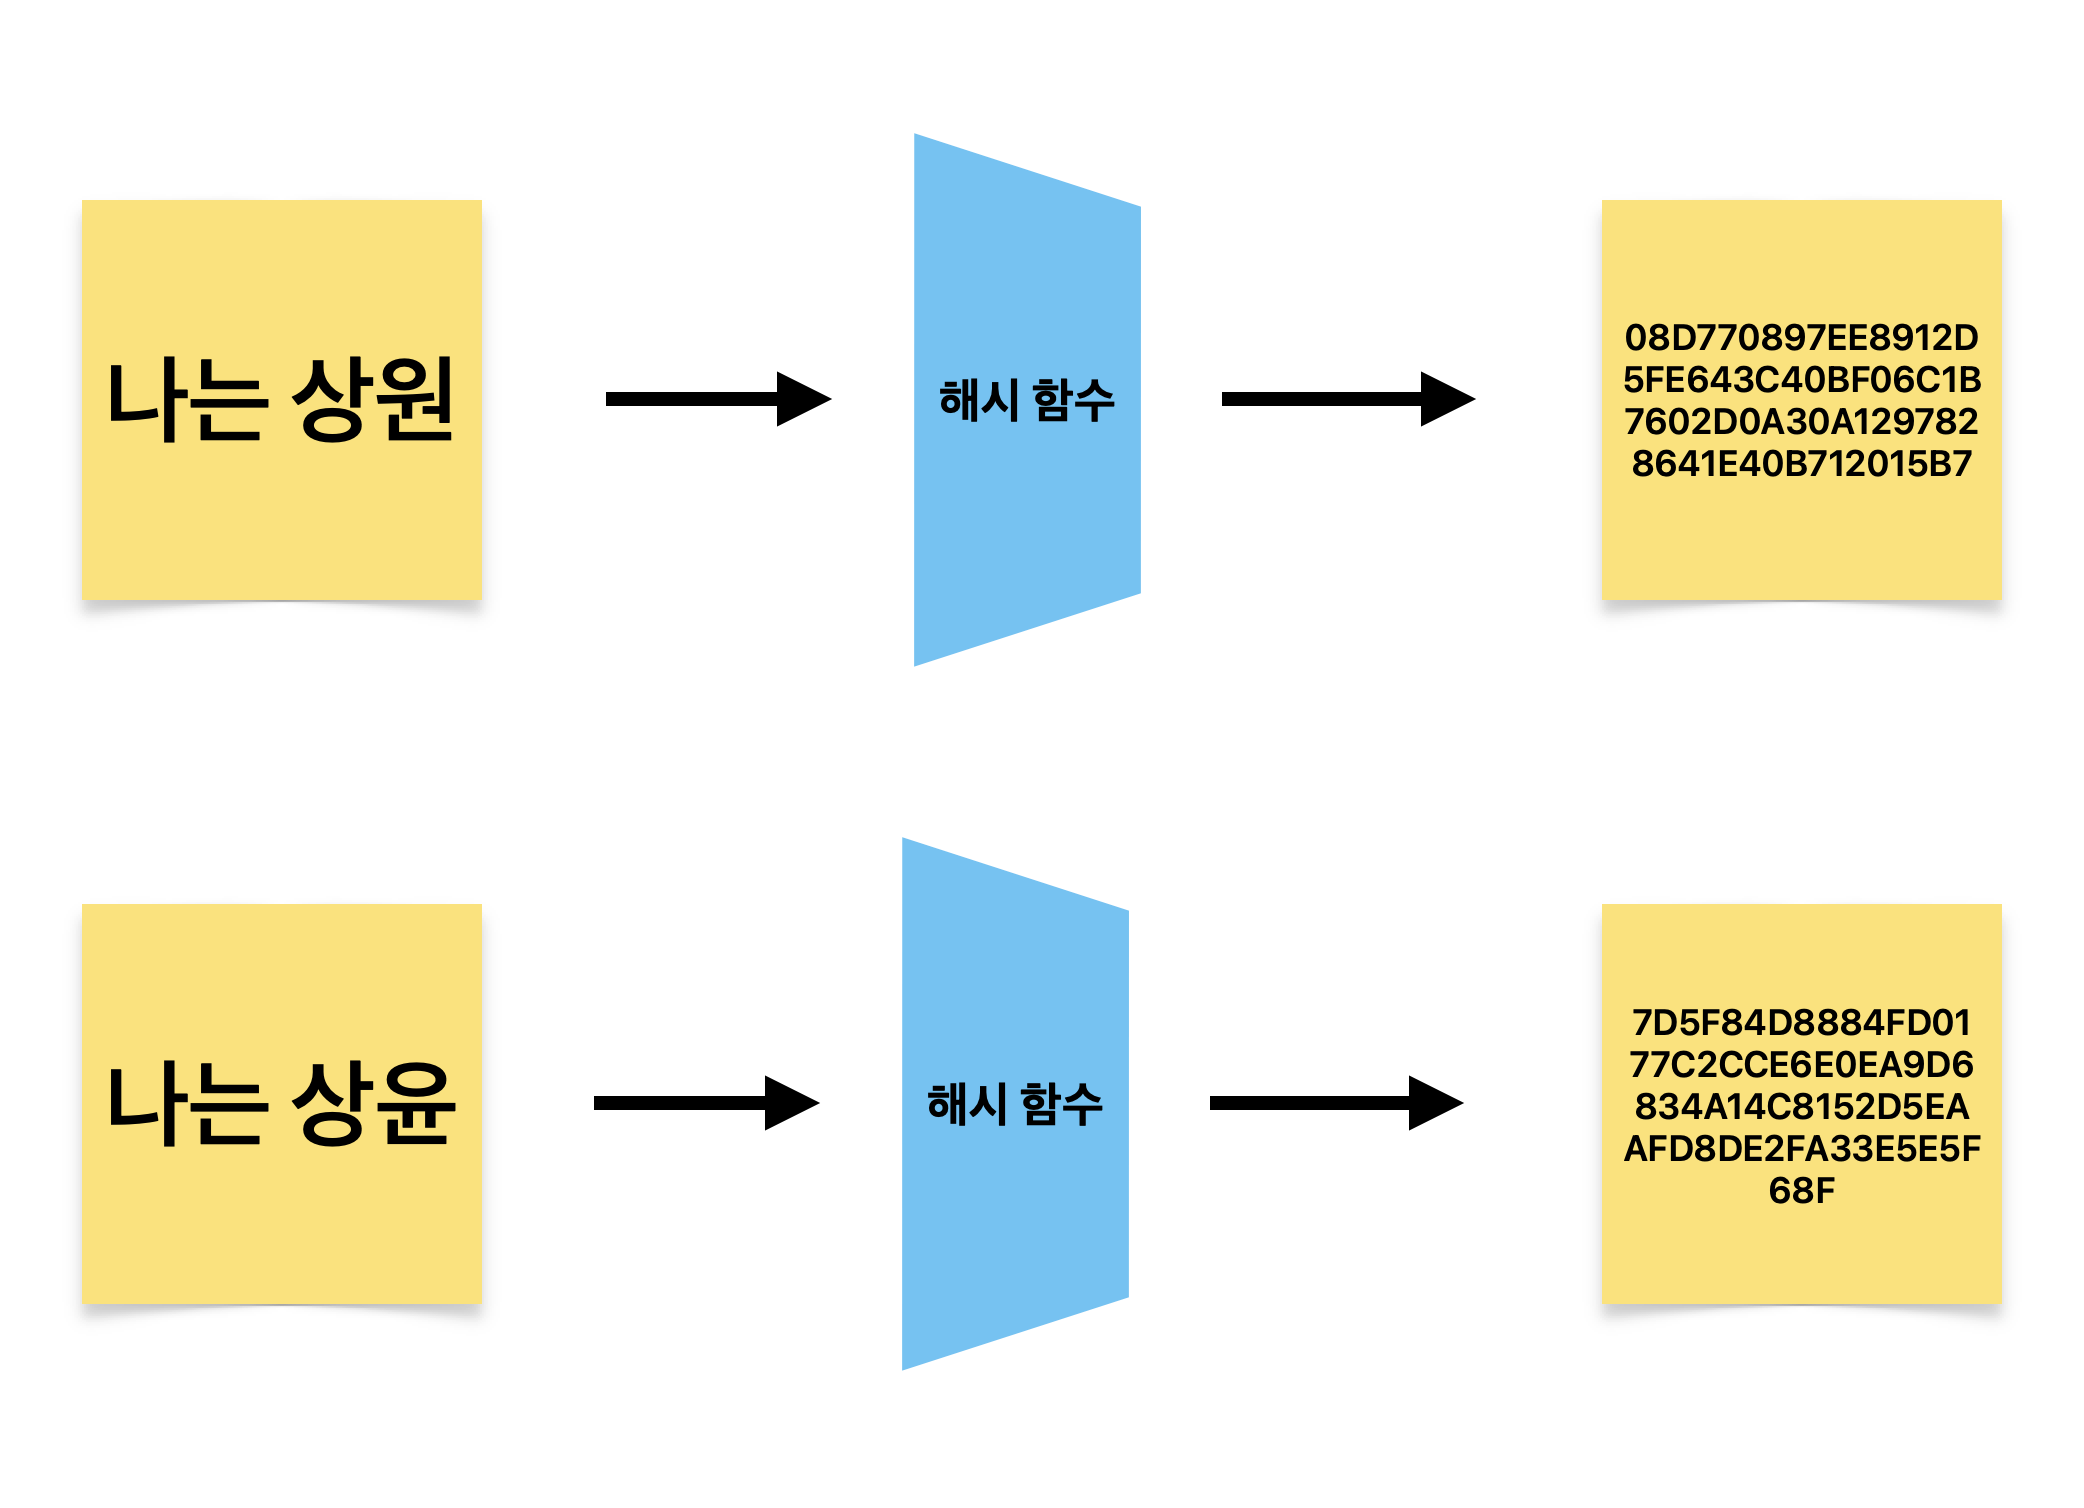 나는 상원
해시 함수
08D770897EE8912D
5FE643C40BF06C1B
7602D0A30A129782
8641E40B712015B7
나는 상윤
해시 함수
7D5F84D8884FD01
77C2CCE6E0EA9D6
834A14C8152D5EA
AFD8DE2FA33E5E5F
68F